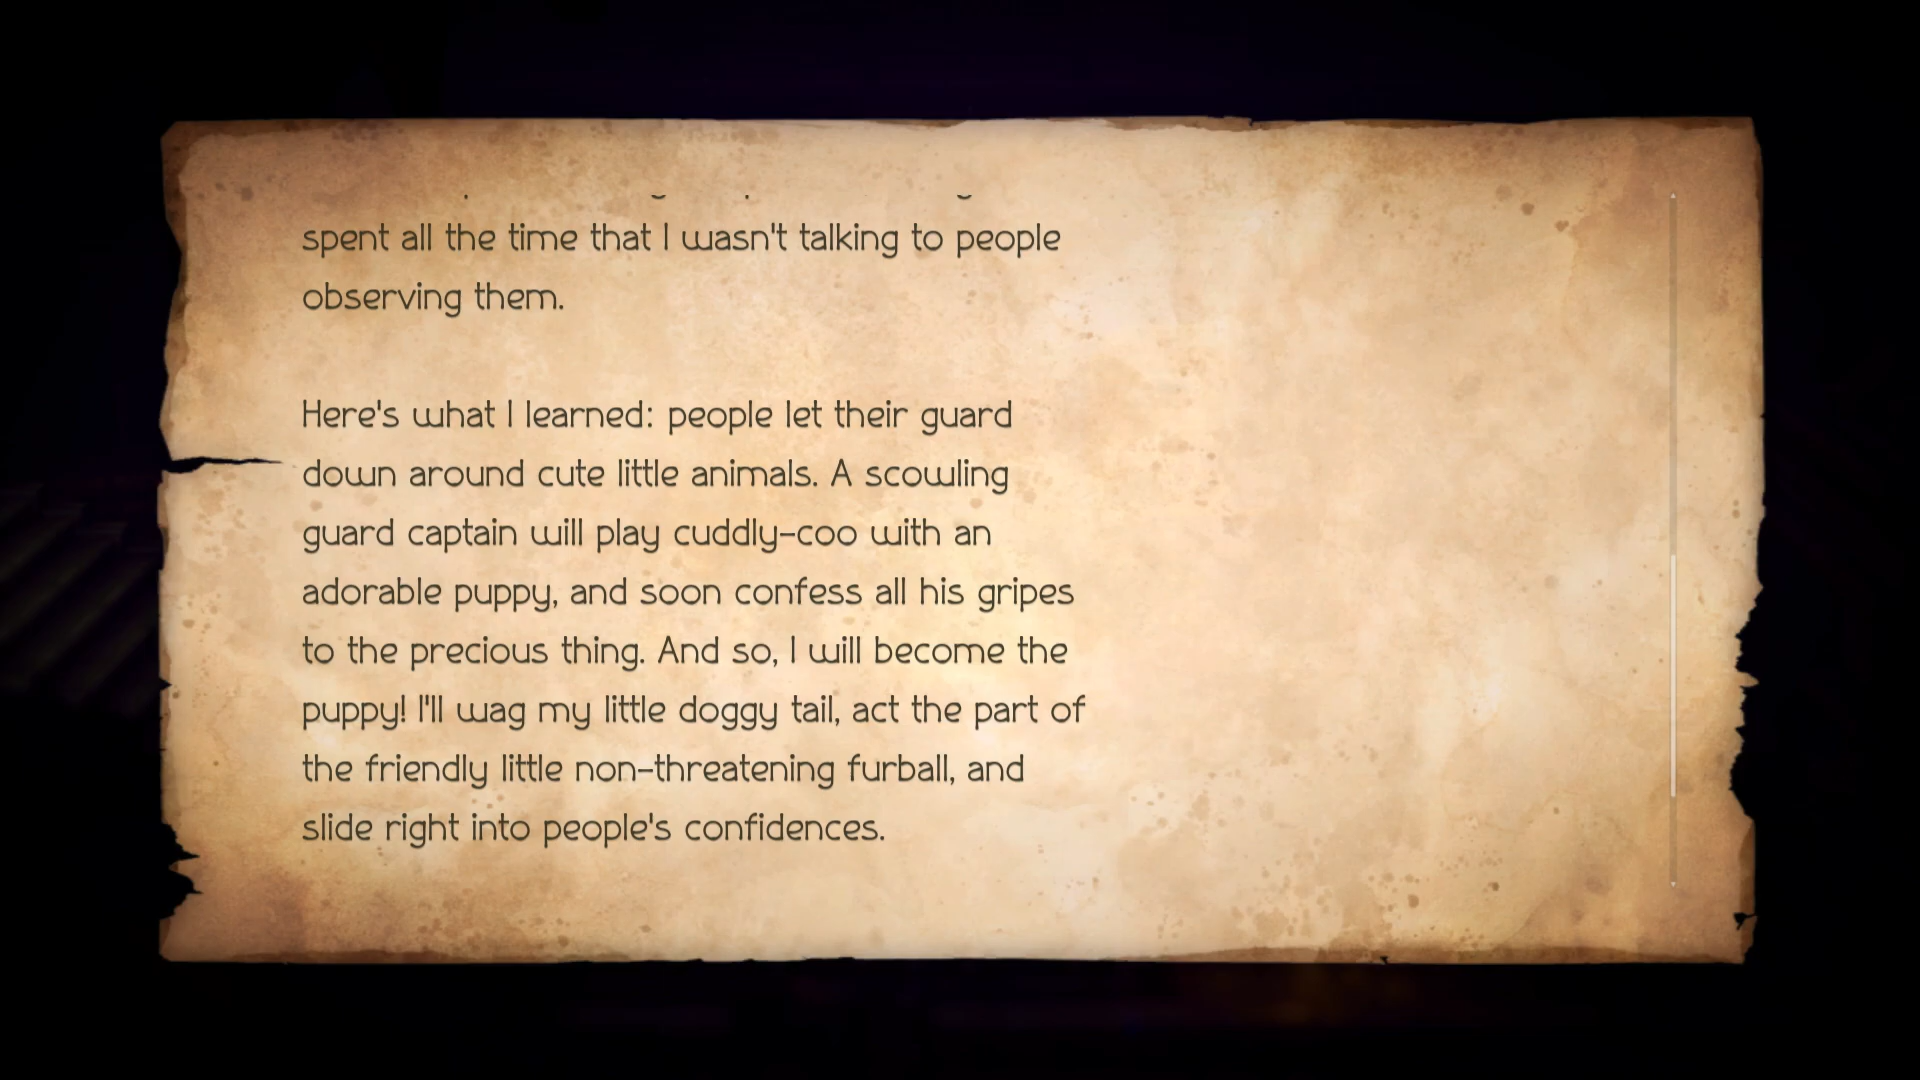 spent all the time that I wasn't talking to people
observing them.
Here's what I learned: people let their guard
down around cute little animals. A scowling
guard captain will play cuddly-coo with an
adorable puppy, and soon confess all his gripes
to the precious thing. And so, I will become the
puppy! I'll wag my little doggy tail, act the part of
the friendly little non-threatening furball, and
slide right into people's confidences.